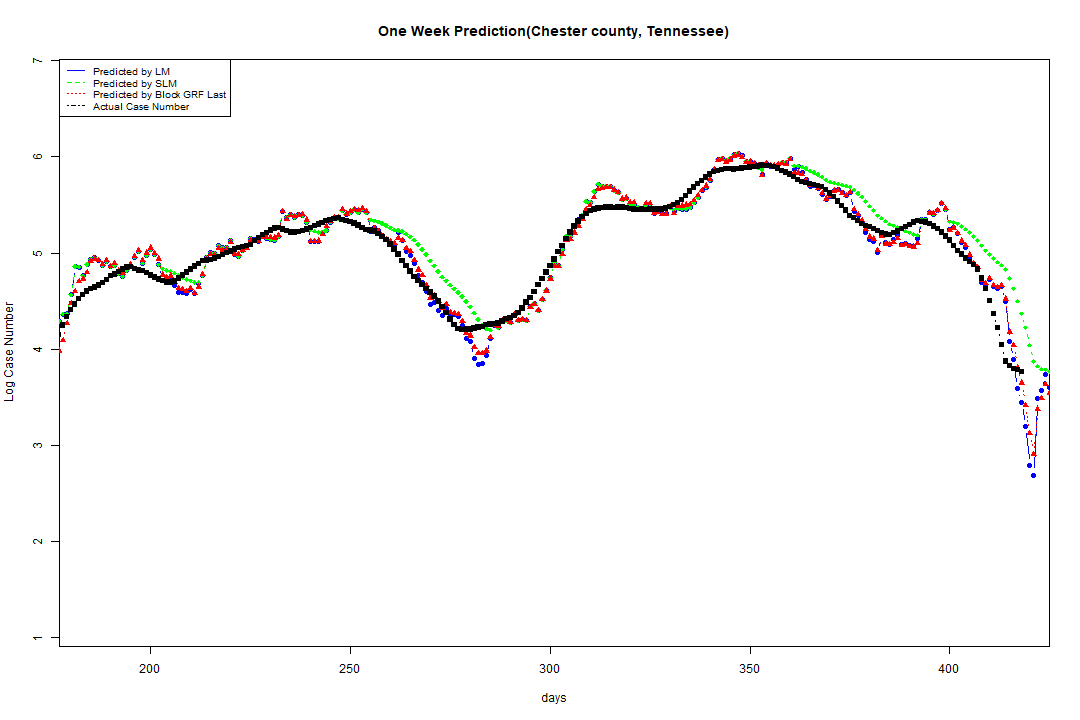 One Week Prediction(Chester county, Tennessee)
Predicted by LM
Predicted by SLM
Predicted by Block GRF Last
Actual Case Number
7
6
5
4
3
2
1
Log Case Number
200 250 300 350 400
days